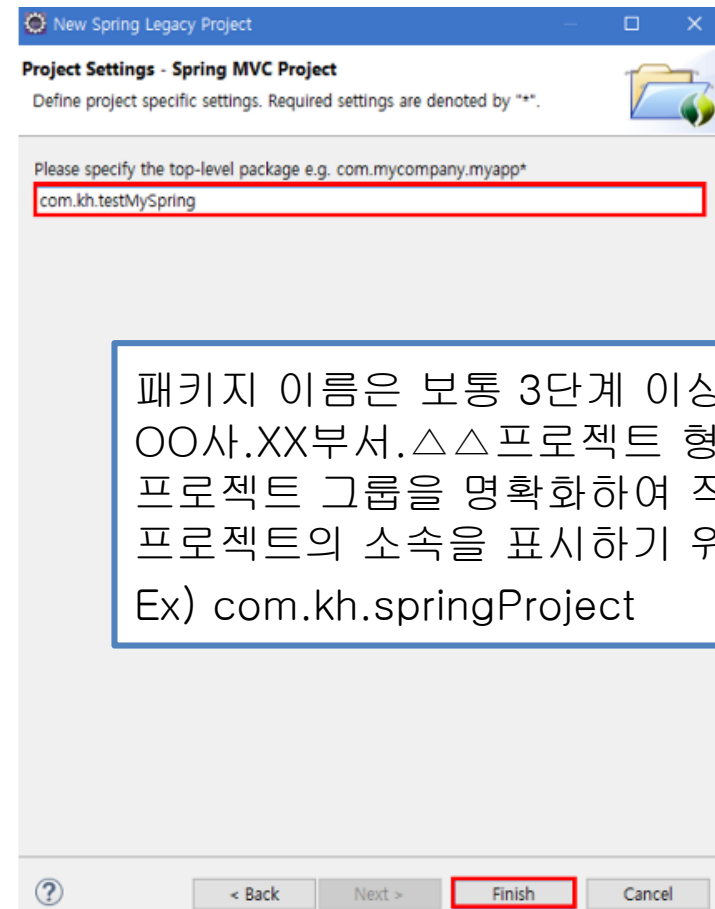 New Spring Legacy Project
Project Settings - Spring MVC Project
Define project specific settings. Required settings are denoted by "*".
Please specify the top-level package e.g. com.mycompany.myapp*
com.kh.testMySpring
패키지 이름은 보통 3단계 이상
OO사.XX부서.△△프로젝트
프로젝트 그룹을 명확화하여
프로젝트의 소속을 표시하기
Ex) com.kh.springProject
? < Back Next > Finish Cancel